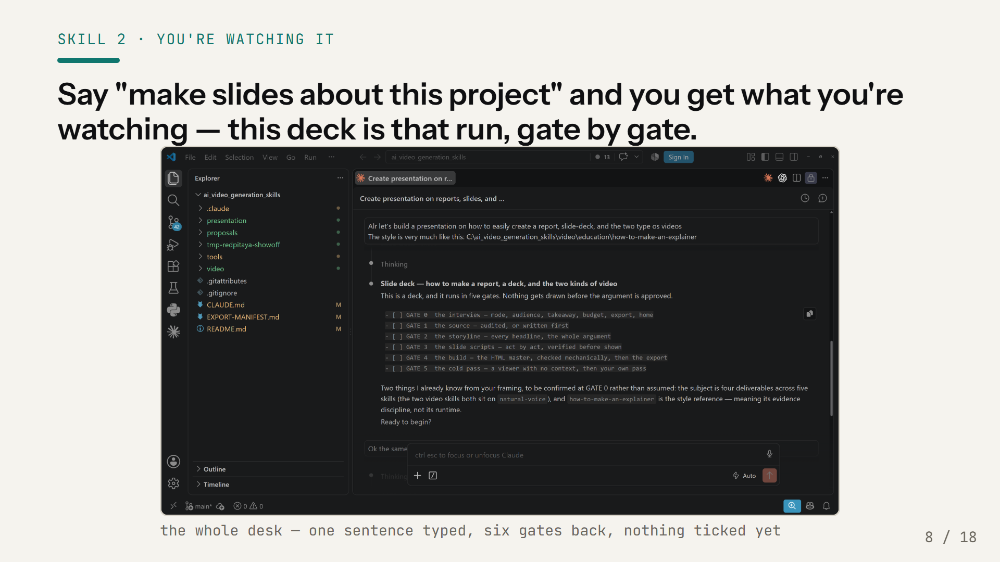 SKILL 2 · YOU'RE WATCHING IT
Say "make slides about this project" and you get what you're
watching — this deck is that run, gate by gate.
File Edit Selection View Go Run ···
ai_video_generation_skills
13
Sign In
Explorer ···
ai_video_generation_skills
.claude
presentation
proposals
tmp-redpitaya-showoff
tools
video
.gitattributes
.gitignore
CLAUDE.md M
EXPORT-MANIFEST.md M
README.md M
42
Outline
Timeline
Create presentation on r...
Create presentation on reports, slides, and ...
Alr let's build a presentation on how to easily create a report, slide-deck, and the two type os videos
The style is very much like this: C:\ai_video_generation_skills\video\education\how-to-make-an-explainer
Thinking
Slide deck — how to make a report, a deck, and the two kinds of video
This is a deck, and it runs in five gates. Nothing gets drawn before the argument is approved.
- [ ] GATE 0 the interview — mode, audience, takeaway, budget, export, home
- [ ] GATE 1 the source — audited, or written first
- [ ] GATE 2 the storyline — every headline, the whole argument
- [ ] GATE 3 the slide scripts — act by act, verified before shown
- [ ] GATE 4 the build — the HTML master, checked mechanically, then the export
- [ ] GATE 5 the cold pass — a viewer with no context, then your own pass
Two things I already know from your framing, to be confirmed at GATE 0 rather than assumed: the subject is four deliverables across five
skills (the two video skills both sit on natural-voice), and how-to-make-an-explainer is the style reference — meaning its evidence
discipline, not its runtime.
Ready to begin?
Ok the same
ctrl esc to focus or unfocus Claude
Thinking
Auto
main* 0 0
the whole desk — one sentence typed, six gates back, nothing ticked yet
8 / 18